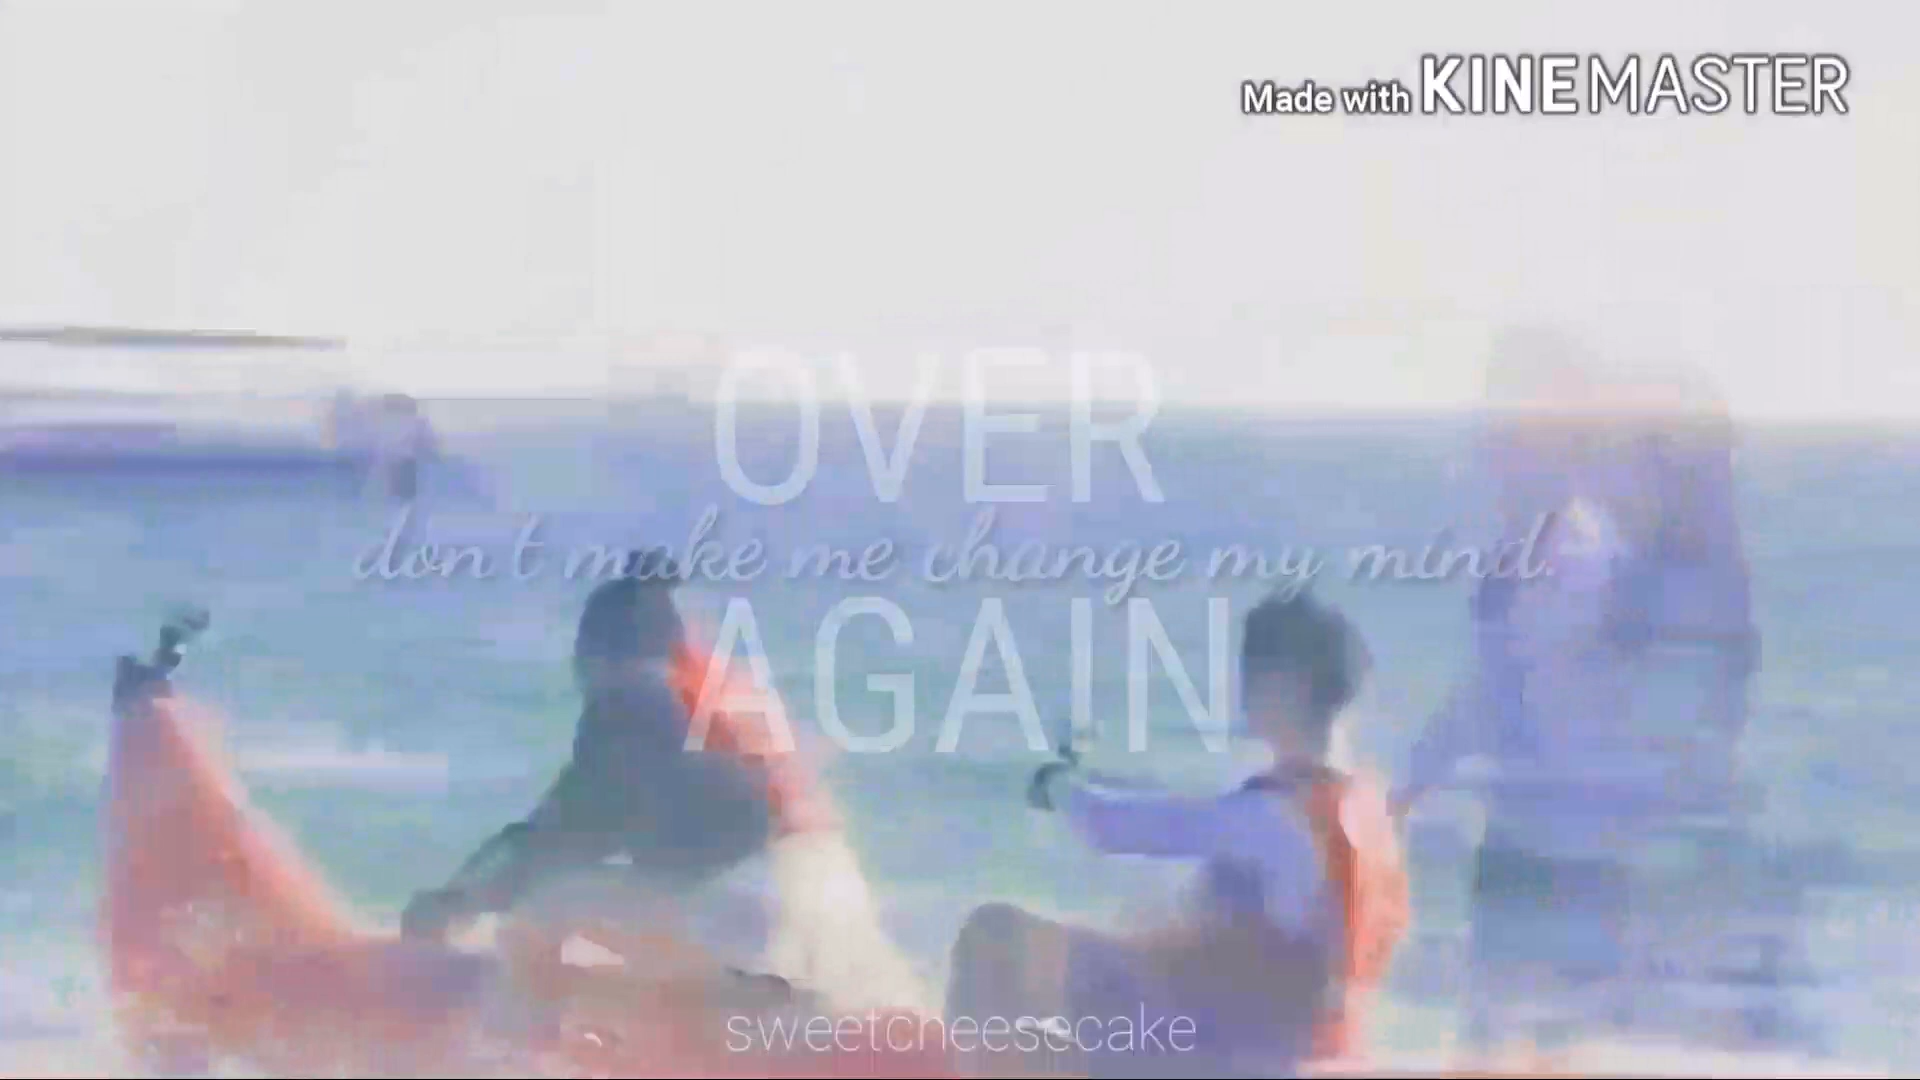 Made with KINEMASTER
OVER
don't make me change my mind.
AGAIN
sweetcheesecake